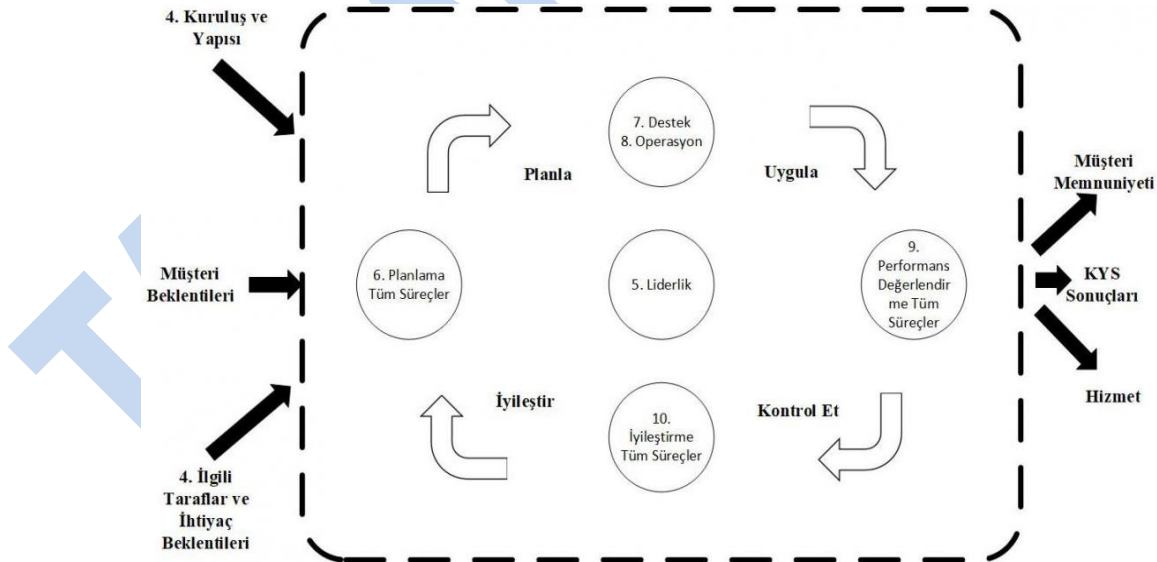 4. Kuruluş ve
Yapısı
7. Destek
8. Operasyon
Planla
Uygula
Müşteri
Memnuniyeti
Müşteri
Beklentileri
6. Planlama
Tüm Süreçler
5. Liderlik
9.
Performans
Değerlendir
me Tüm
Süreçler
KYS
Sonuçları
İyileştir
10.
İyileştirme
Tüm Süreçler
Kontrol Et
Hizmet
4. İlgili
Taraflar ve
İhtiyaç
Beklentileri